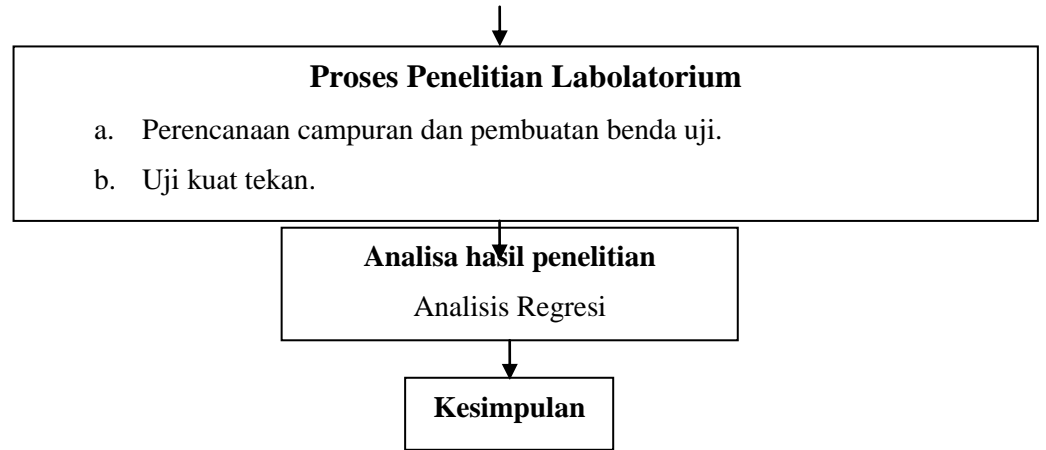 Proses Penelitian Labolatorium
a. Perencanaan campuran dan pembuatan benda uji.
b. Uji kuat tekan.
Analisa hasil penelitian
Analisis Regresi
Kesimpulan